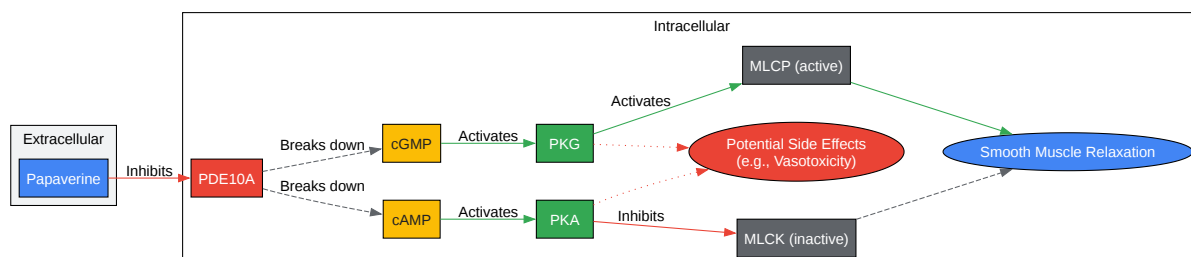 Intracellular
MLCP (active)
Activates
Extracellular
Papaverine
Inhibits
PDE10A
Breaks down
cGMP
Activates
PKG
Potential Side Effects
(e.g., Vasotoxicity)
Smooth Muscle Relaxation
Breaks down
cAMP
Activates
PKA
Inhibits
MLCK (inactive)